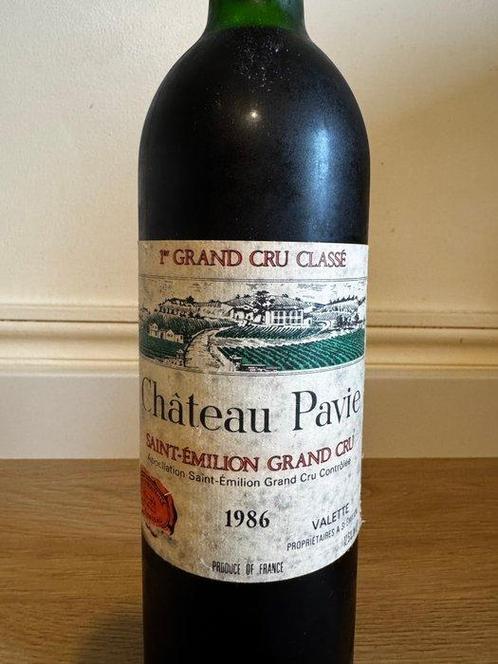 1er GRAND CRU CLASSÉ
Château Pavie
SAINT-ÉMILION GRAND CRU
Appellation Saint-Émilion Grand Cru Contrôlée
1986
VALETTE
PROPRIÉTAIRES A
PRODUCE OF FRANCE